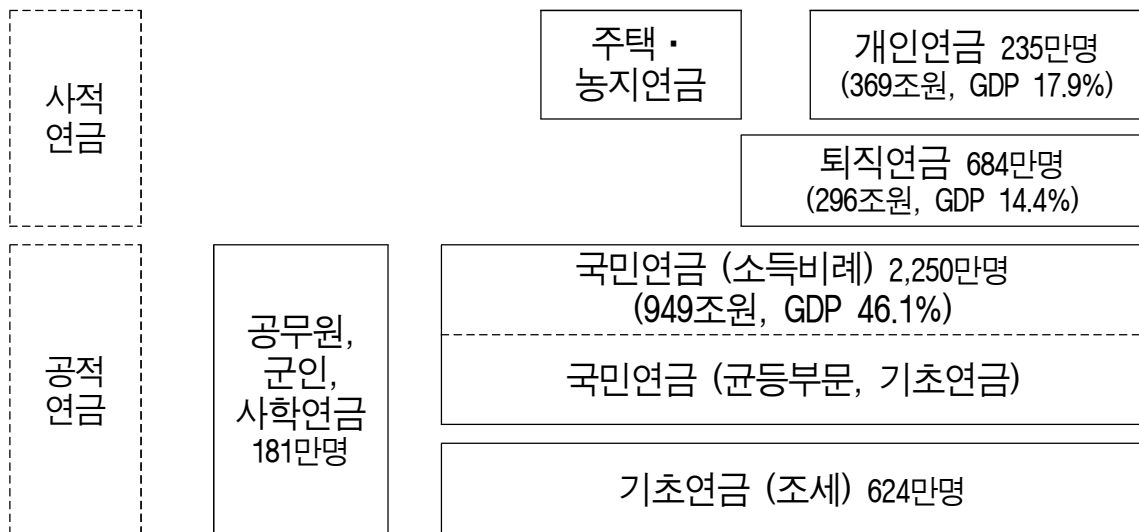 사적
연금
주택 ·
농지연금
개인연금 235만명
(369조원, GDP 17.9%)
퇴직연금 684만명
(296조원, GDP 14.4%)
공적
연금
공무원,
군인,
사학연금
181만명
국민연금 (소득비례) 2,250만명
(949조원, GDP 46.1%)
국민연금 (균등부문, 기초연금)
기초연금 (조세) 624만명